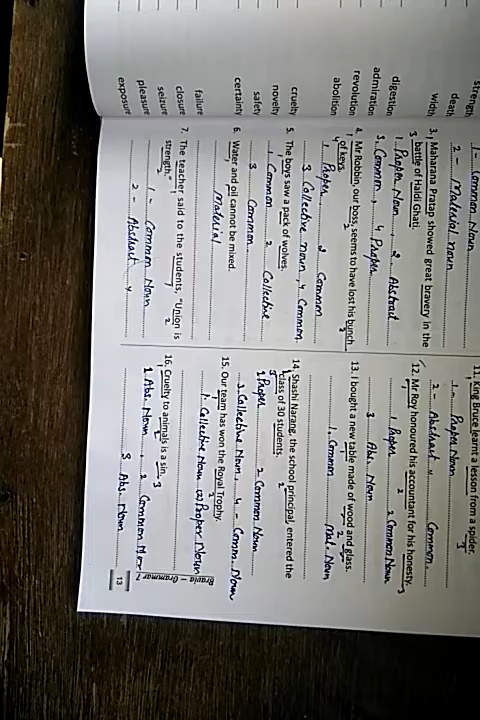 strength
death
width
digestion
admiration
revolution
abolition
cruelty
novelty
safety
certainty
failure
closure
seizure
pleasure
exposure
1 - Common Noun
2 - Material noun
3. Maharana Pratap showed great bravery in the
battle of Haldi Ghati.
1 Proper Noun, 2. Abstract
3. Common, 4 Proper
4. Mr Robbin, our boss, seems to have lost his bunch
of keys.
1. Proper 2 Common
3 Collective noun, 4 Common
5. The boys saw a pack of wolves.
1. Common 2 Collective
3 Common
6. Water and oil cannot be mixed.
Material
7. The teacher said to the students, "Union is
strength."
1 - Common Noun
2 - Abstract "
11. King Bruce learnt a lesson from a spider.
1 - Proper Noun
2 - Abstract " Common
12. Mr Roy honoured his accountant for his honesty.
1 Proper 2 Common Noun
3 Abs. Noun
13. I bought a new table made of wood and glass.
1. Common Mat. Noun
14. Shashi Narang, the school principal, entered the
class of 30 students.
1 Proper 2 Common Noun
3 Collective Noun, 4 - Comm. Noun
15. Our team has won the Royal Trophy.
1. Collective Noun (2) Proper Noun
16. Cruelty to animals is a sin.
1 Abs. Noun, 2 Common Nn
3 Abs. Noun
Grammar - 7
13